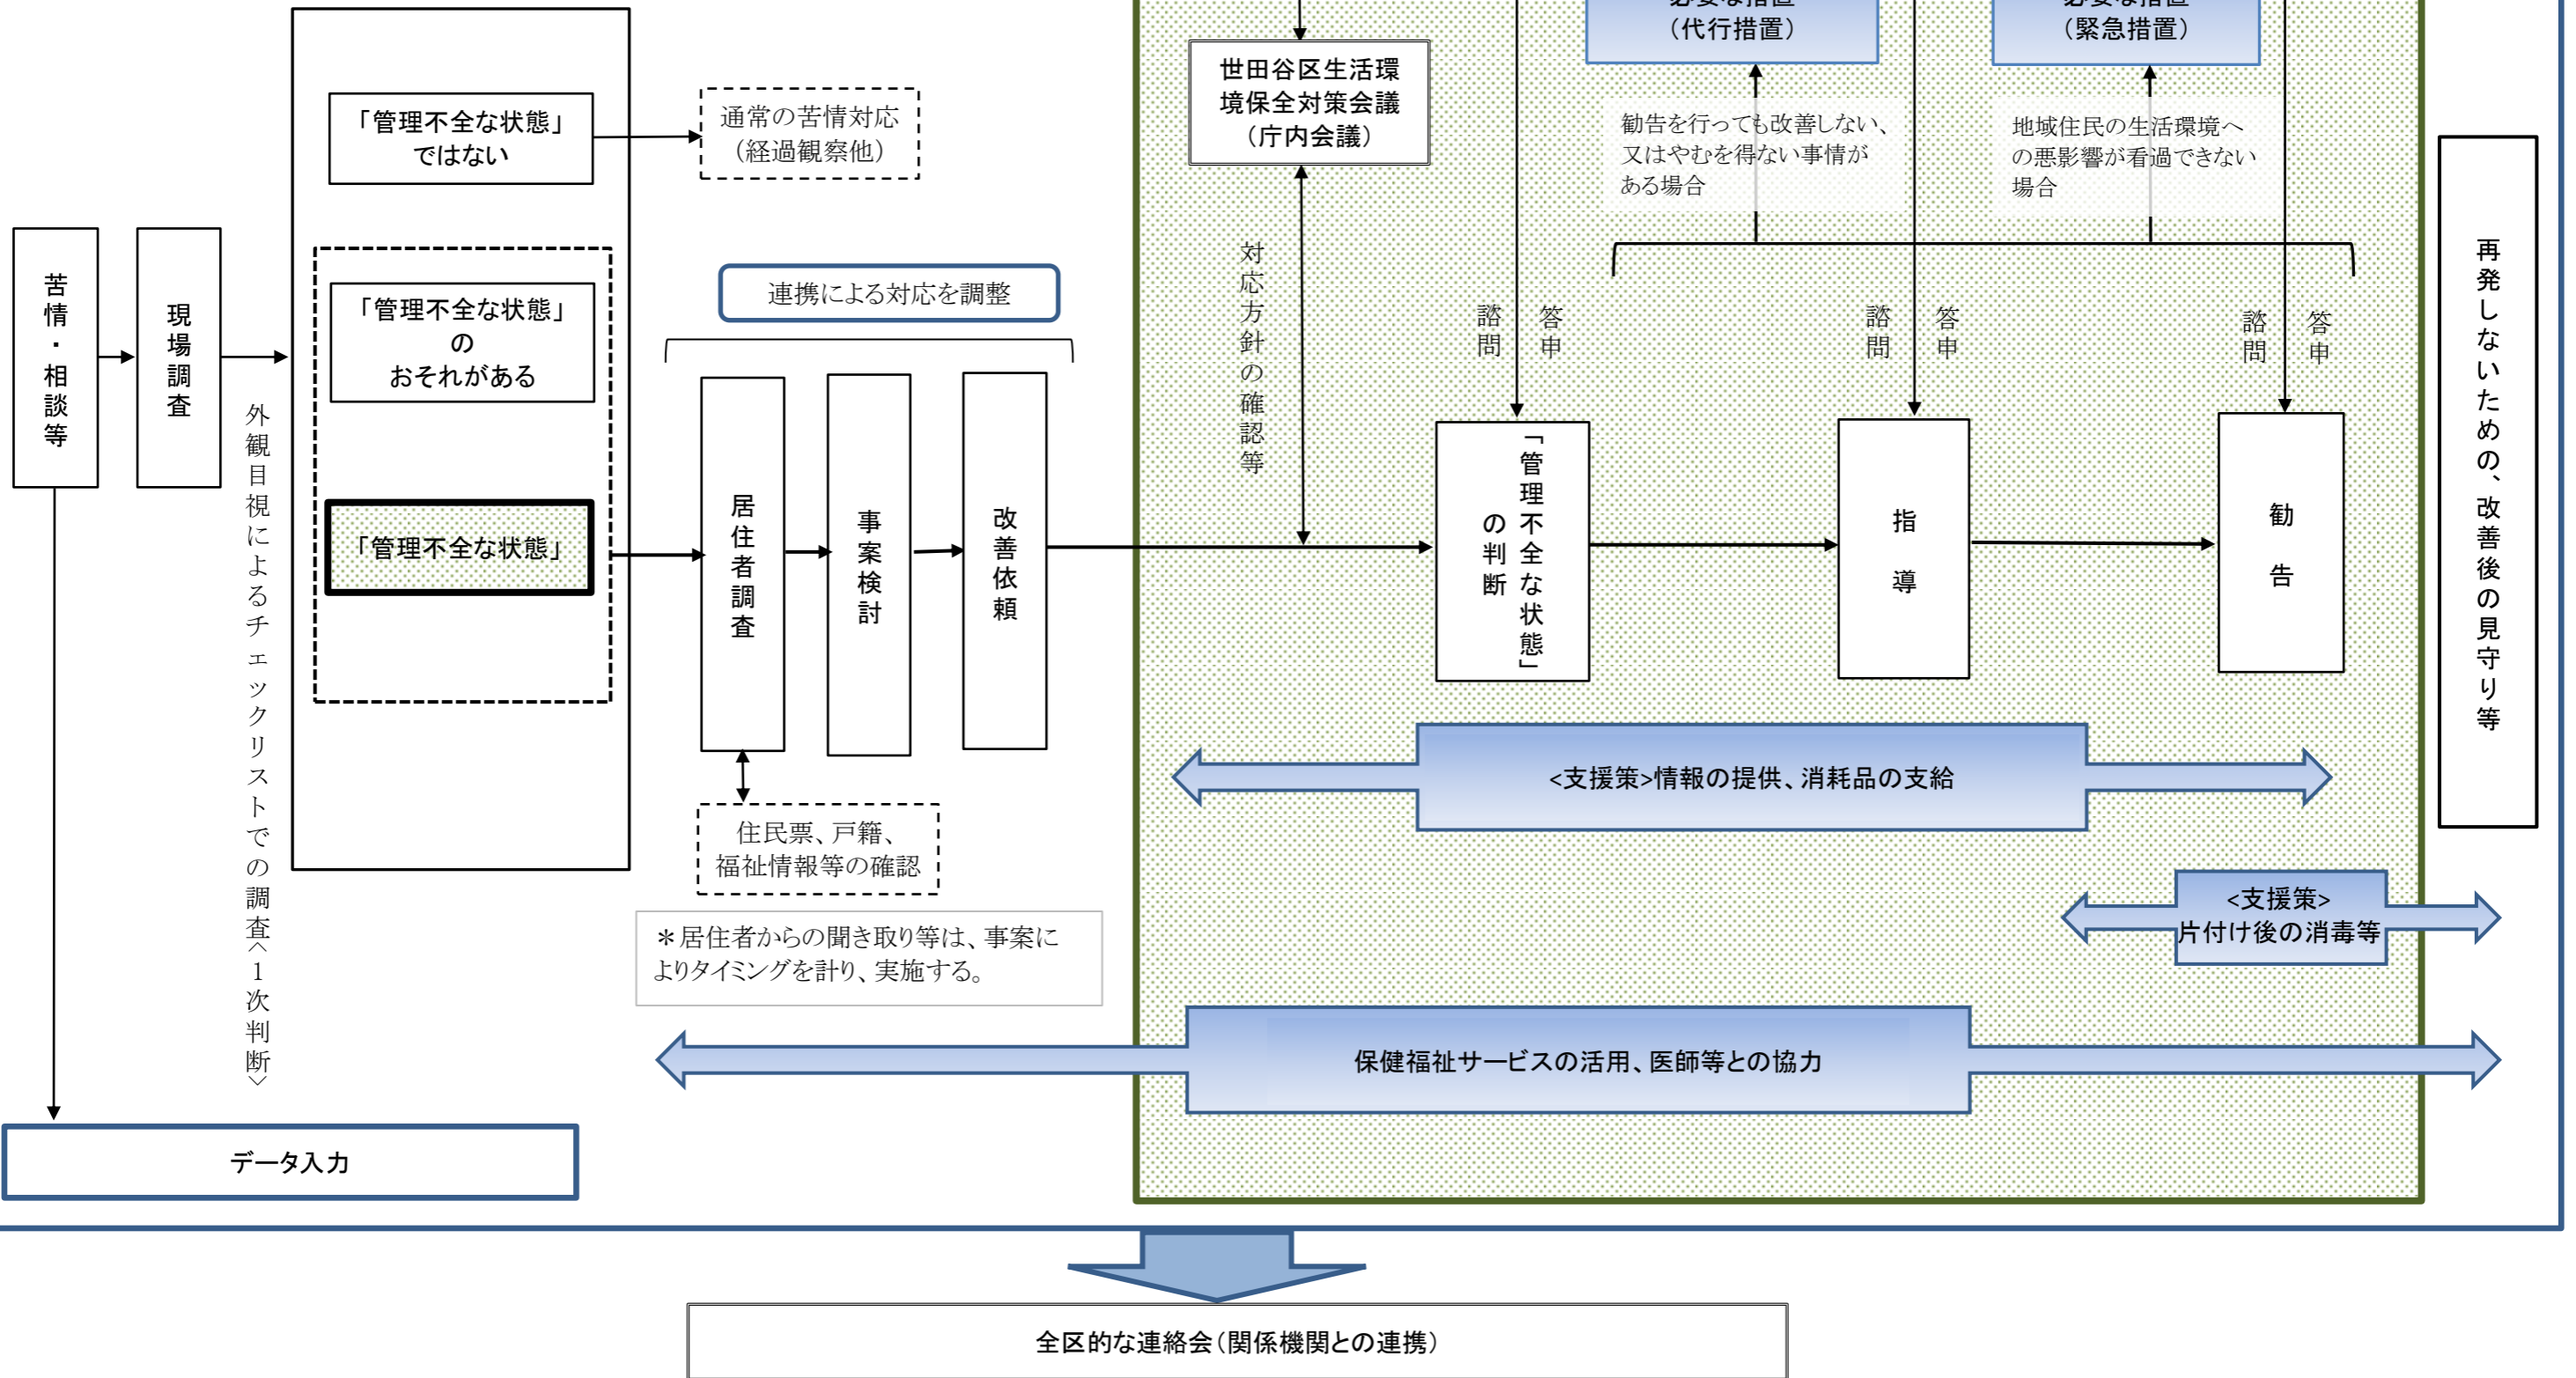 必要な措置
（代行措置）
必要な措置
（緊急措置）
世田谷区生活環
境保全対策会議
（庁内会議）
「管理不全な状態」
ではない
通常の苦情対応
（経過観察他）
勧告を行っても改善しない、
又はやむを得ない事情が
ある場合
地域住民の生活環境へ
の悪影響が看過できない
場合
苦情・相談等
現場調査
外観目視によるチェックリストでの調査〈１次判断〉
「管理不全な状態」
の
おそれがある
「管理不全な状態」
連携による対応を調整
居住者調査
事案検討
改善依頼
対応方針の確認等
諮問
答申
諮問
答申
諮問
答申
「管理不全な状態」
の判断
指導
勧告
再発しないための、改善後の見守り等
<支援策>情報の提供、消耗品の支給
住民票、戸籍、
福祉情報等の確認
＊居住者からの聞き取り等は、事案に
よりタイミングを計り、実施する。
<支援策>
片付け後の消毒等
保健福祉サービスの活用、医師等との協力
データ入力
全区的な連絡会（関係機関との連携）